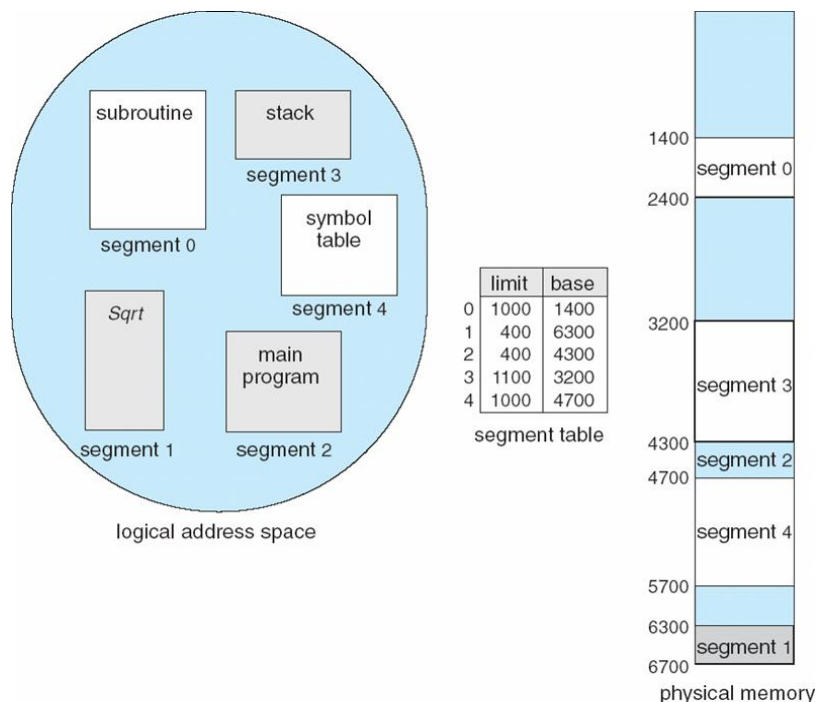 subroutine
segment 0
stack
segment 3
symbol
table
segment 4
Sqrt
segment 1
main
program
segment 2
logical address space
limit base
0 1000 1400
1 400 6300
2 400 4300
3 1100 3200
4 1000 4700
segment table
1400
segment 0
2400
3200
segment 3
4300
segment 2
4700
segment 4
5700
6300
segment 1
6700
physical memory